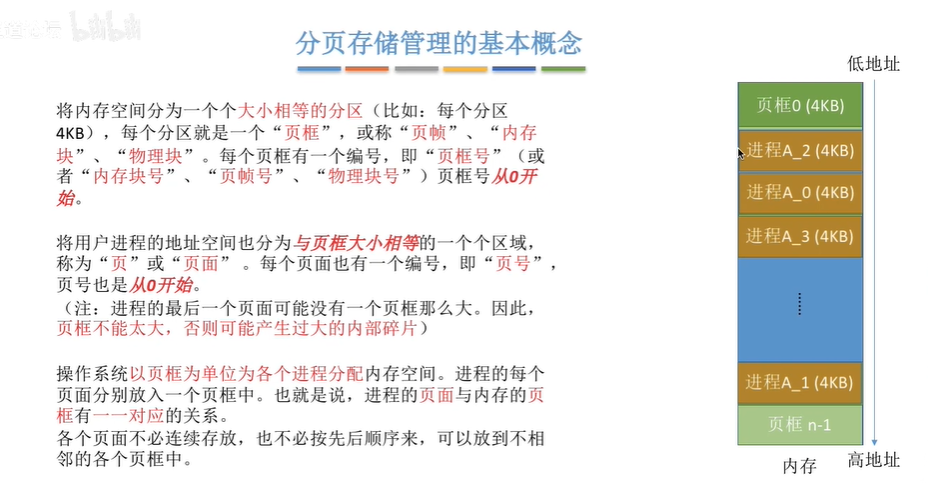 分页存储管理的基本概念
将内存空间分为一个个大小相等的分区（比如：每个分区
4KB），每个分区就是一个“页框”，或称“页帧”、“内存
块”、“物理块”。每个页框有一个编号，即“页框号”（或
者“内存块号”、“页帧号”、“物理块号”）页框号从0开
始。
将用户进程的地址空间也分为与页框大小相等的一个个区域，
称为“页”或“页面” 。每个页面也有一个编号，即“页号”，
页号也是从0开始。
（注：进程的最后一个页面可能没有一个页框那么大。因此，
页框不能太大，否则可能产生过大的内部碎片）
操作系统以页框为单位为各个进程分配内存空间。进程的每个
页面分别放入一个页框中。也就是说，进程的页面与内存的页
框有一一对应的关系。
各个页面不必连续存放，也不必按先后顺序来，可以放到不相
邻的各个页框中。
低地址
页框0 (4KB)
进程A_2 (4KB)
进程A_0 (4KB)
进程A_3 (4KB)
......
进程A_1 (4KB)
页框 n-1
内存
高地址